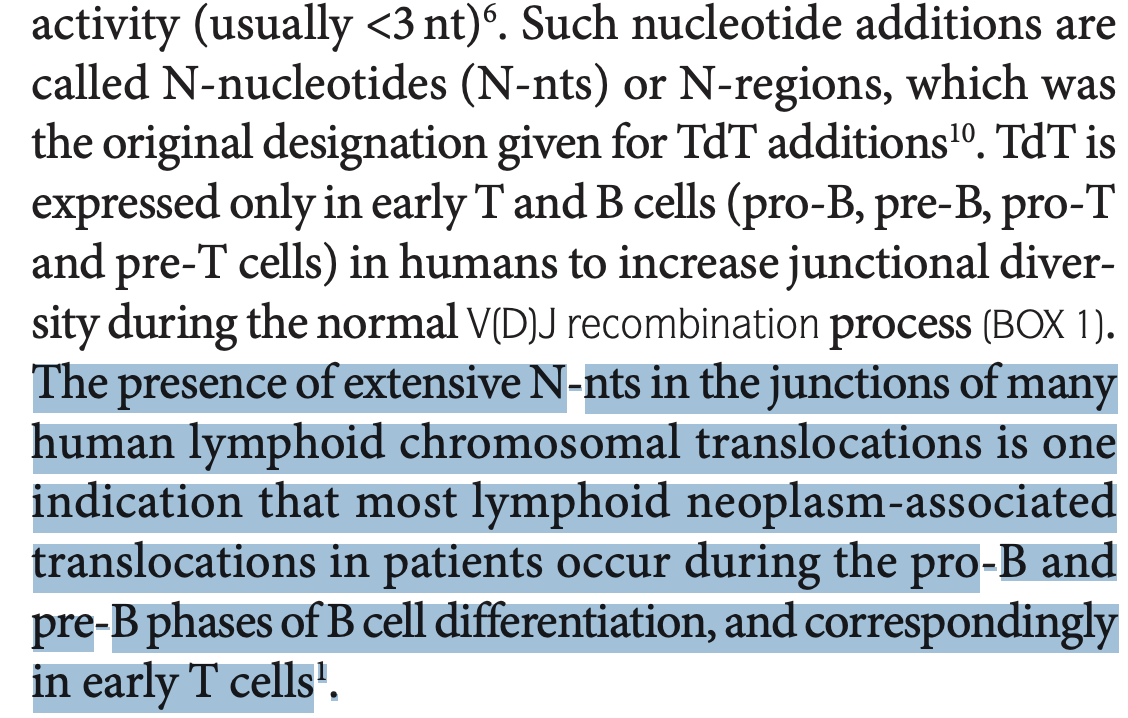 activity (usually <3 nt)⁶. Such nucleotide additions are
called N-nucleotides (N-nts) or N-regions, which was
the original designation given for TdT additions¹⁰. TdT is
expressed only in early T and B cells (pro-B, pre-B, pro-T
and pre-T cells) in humans to increase junctional diver-
sity during the normal V(D)J recombination process (BOX 1).
The presence of extensive N-nts in the junctions of many
human lymphoid chromosomal translocations is one
indication that most lymphoid neoplasm-associated
translocations in patients occur during the pro-B and
pre-B phases of B cell differentiation, and correspondingly
in early T cells¹.